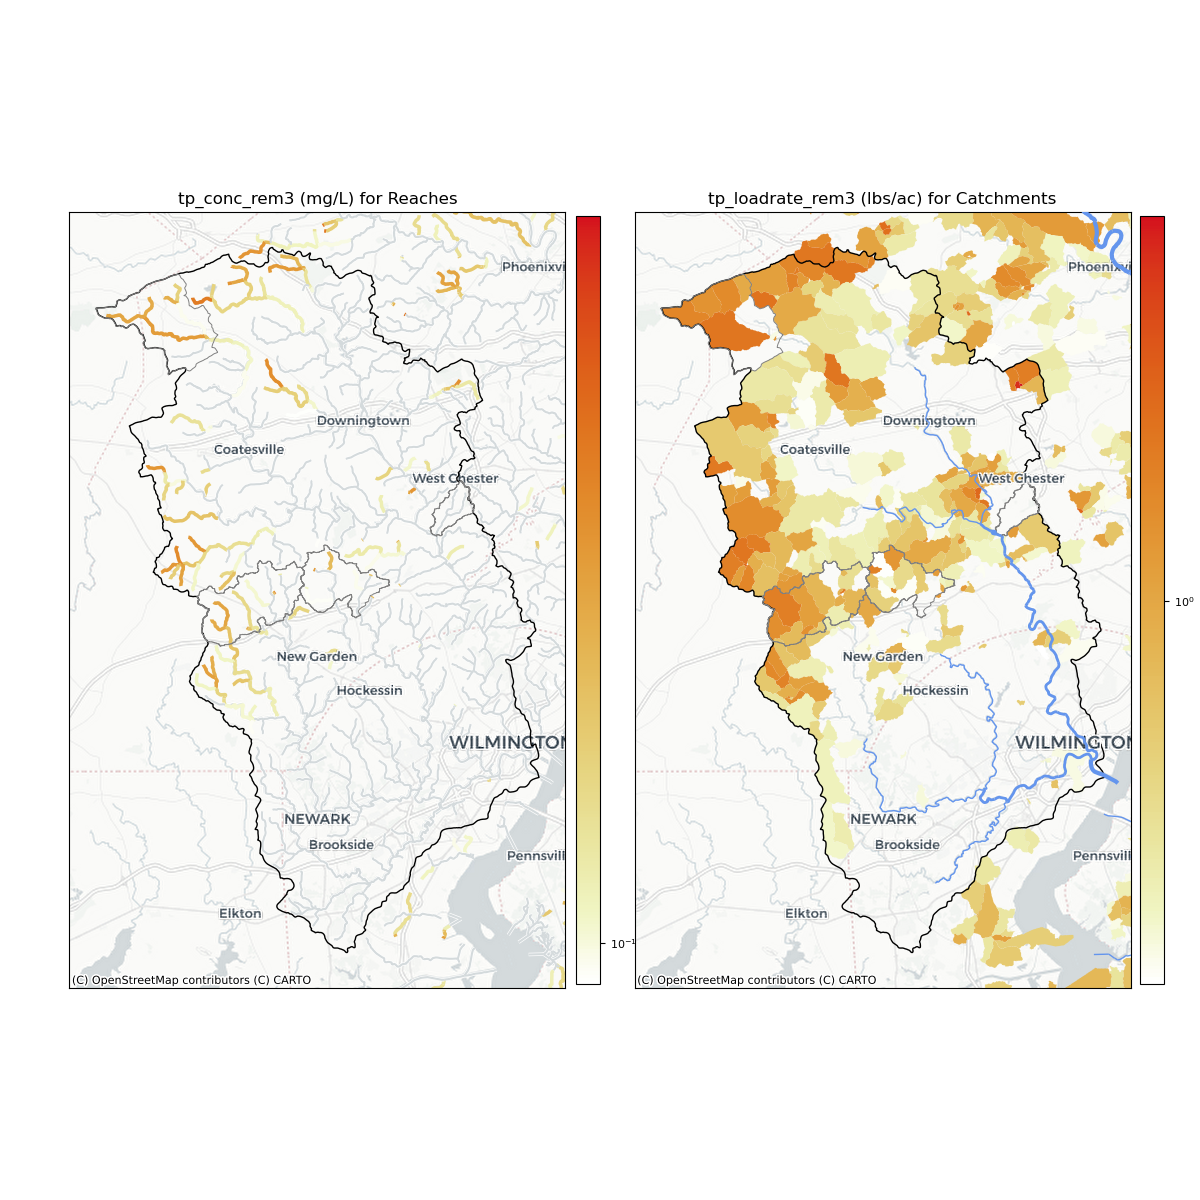 tp_conc_rem3 (mg/L) for Reaches
Phoenixvi
Downingtown
Coatesville
West Chester
New Garden
Hockessin
WILMINGTON
NEWARK
Brookside
Pennsvill
Elkton
(C) OpenStreetMap contributors (C) CARTO
10⁻¹
tp_loadrate_rem3 (lbs/ac) for Catchments
Phoenixvi
Downingtown
Coatesville
West Chester
New Garden
Hockessin
WILMINGTON
NEWARK
Brookside
Pennsvill
Elkton
(C) OpenStreetMap contributors (C) CARTO
10⁰